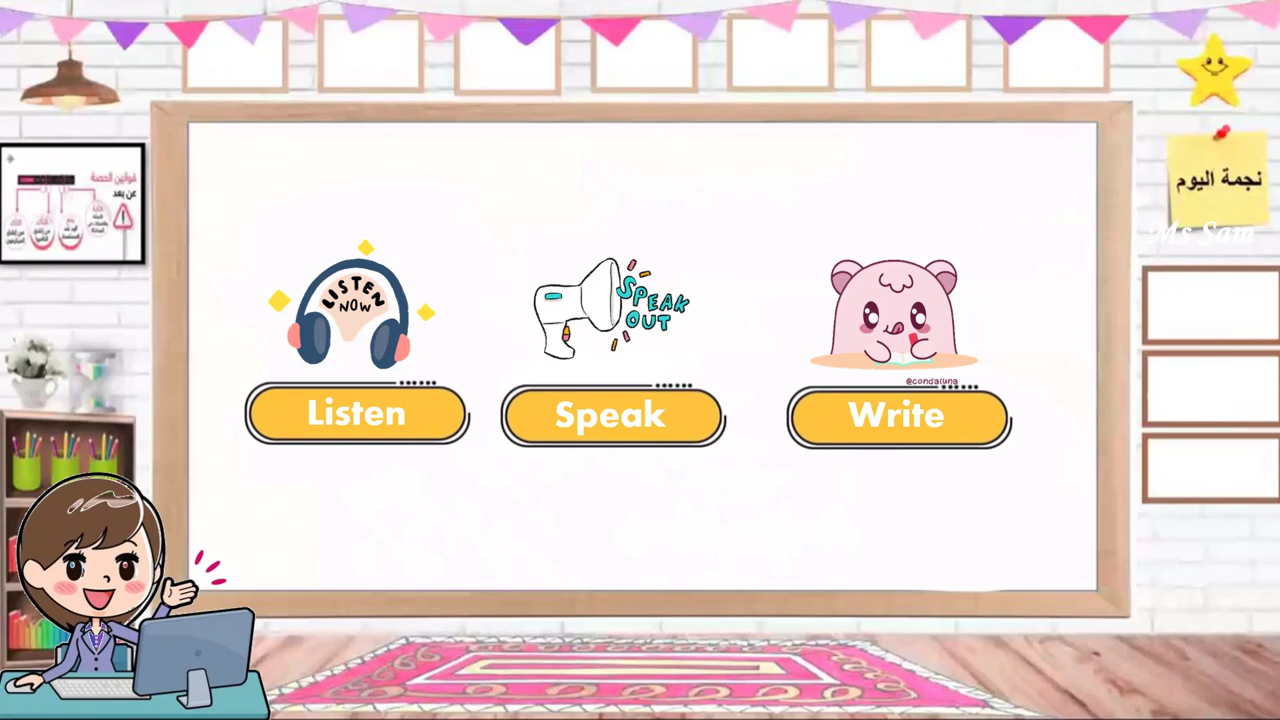 قوانين الحصة
عن بعد
نجمة اليوم
Ms Sam
LISTEN
NOW
SPEAK
OUT
@condaluna
Listen
Speak
Write